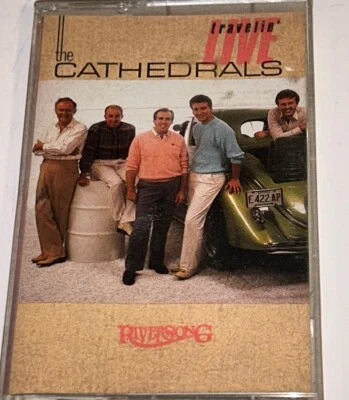 travelin'
LIVE
the
CATHEDRALS
E 422 AP
RIVERSONG